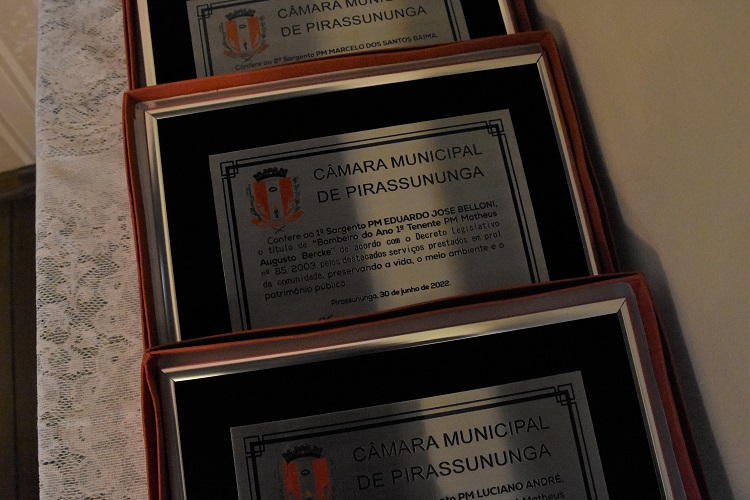 CÂMARA MUNICIPAL
DE PIRASSUNUNGA
Confere ao 2º Sargento PM MARCELO DOS SANTOS BAIMA,
CÂMARA MUNICIPAL
DE PIRASSUNUNGA
Confere ao 1º Sargento PM EDUARDO JOSE BELLONI,
o título de "Bombeiro do Ano 1º Tenente PM Matheus
Augusto Bercke" de acordo com o Decreto Legislativo
nº 85, 2003, pelos destacados serviços prestados em prol
da comunidade, preservando a vida, o meio ambiente e o
patrimônio público.
Pirassununga, 30 de junho de 2022.
CÂMARA MUNICIPAL
DE PIRASSUNUNGA
PM LUCIANO ANDRÉ,
Matheus